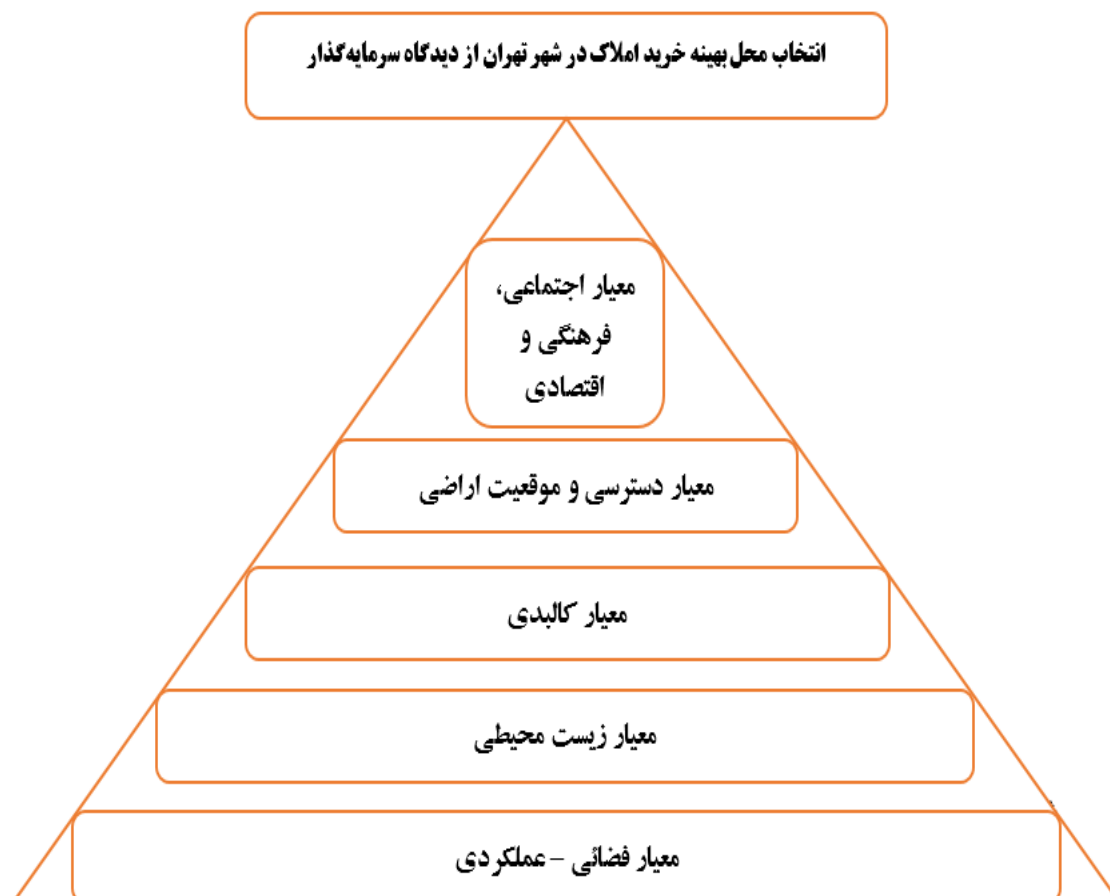 انتخاب محل بهینه خرید املاک در شهر تهران از دیدگاه سرمایه‌گذار
معیار اجتماعی،
فرهنگی و
اقتصادی
معیار دسترسی و موقعیت اراضی
معیار کالبدی
معیار زیست محیطی
معیار فضائی – عملکردی